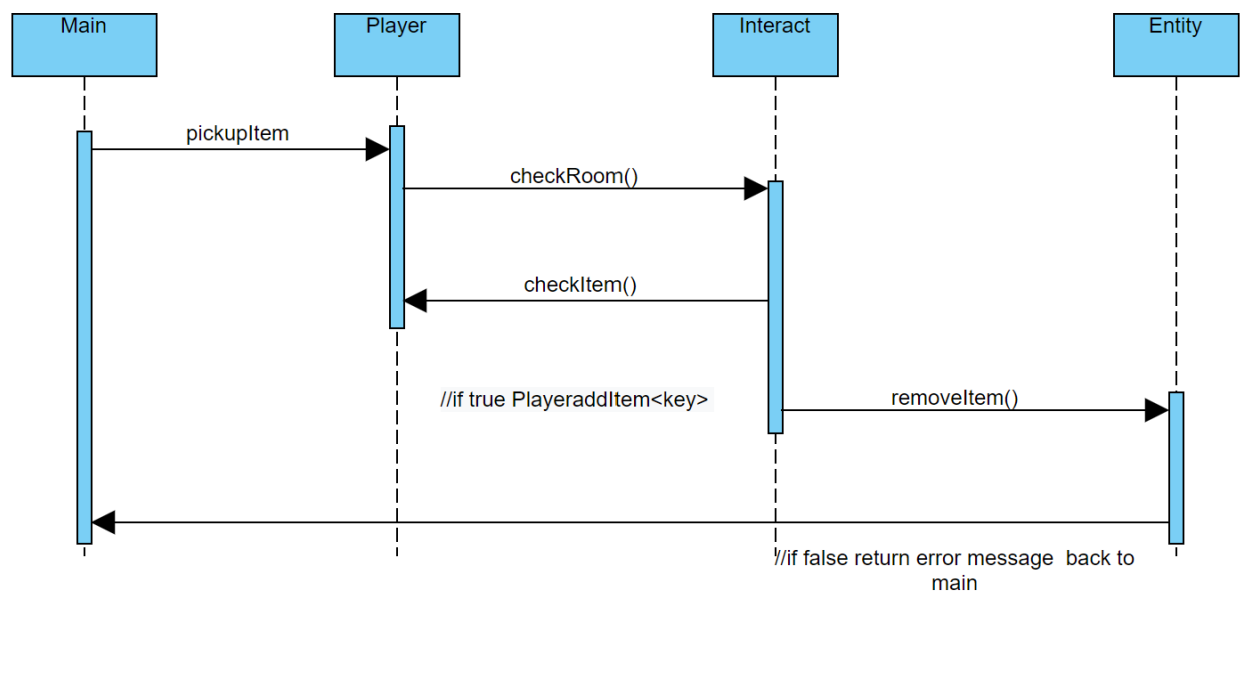 Main
Player
Interact
Entity
pickupItem
checkRoom()
checkItem()
//if true PlayeraddItem<key>
removeItem()
//if false return error message  back to
main